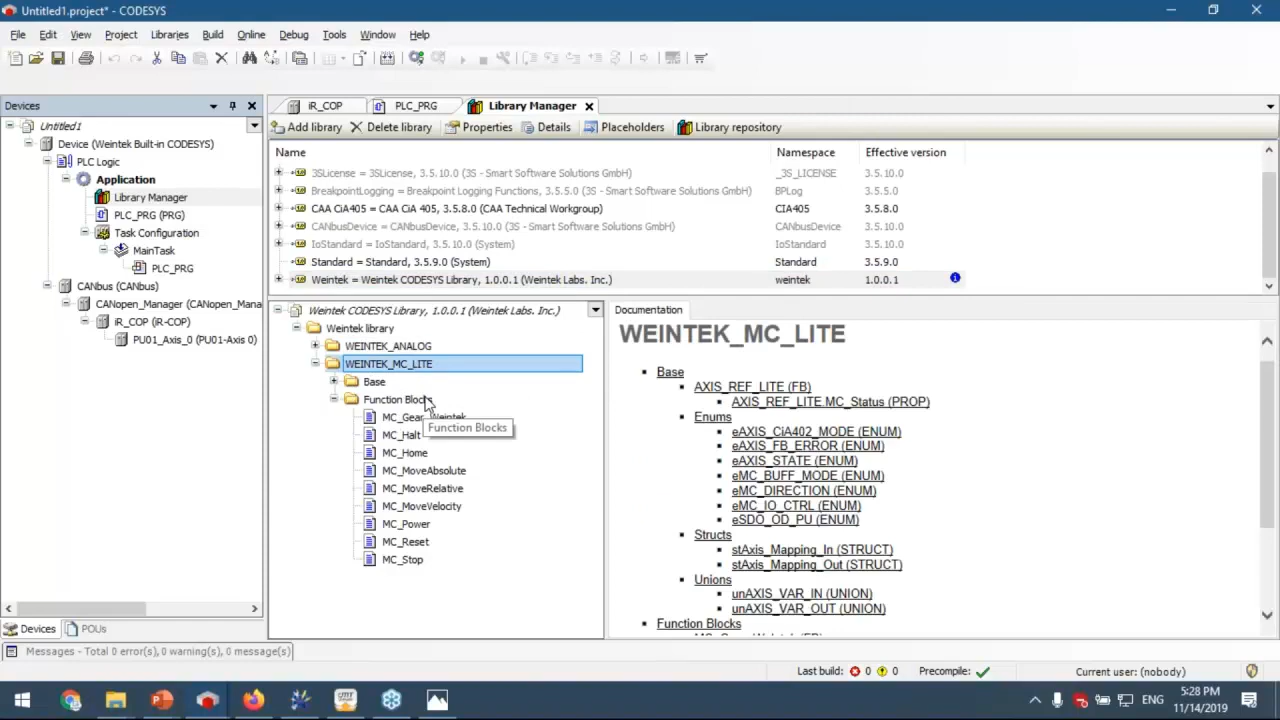 Untitled1.project* - CODESYS
File Edit View Project Libraries Build Online Debug Tools Window Help
Devices
Untitled1
Device (Weintek Built-in CODESYS)
PLC Logic
Application
Library Manager
PLC_PRG (PRG)
Task Configuration
MainTask
PLC_PRG
CANbus (CANbus)
CANopen_Manager (CANopen_Mana
iR_COP (iR-COP)
PU01_Axis_0 (PU01-Axis 0)
Devices POUs
iR_COP PLC_PRG Library Manager
Add library Delete library Properties Details Placeholders Library repository
Name Namespace Effective version
3SLicense = 3SLicense, 3.5.10.0 (3S - Smart Software Solutions GmbH) _3S_LICENSE 3.5.10.0
BreakpointLogging = Breakpoint Logging Functions, 3.5.5.0 (3S - Smart Software Solutions GmbH) BPLog 3.5.5.0
CAA CiA405 = CAA CiA 405, 3.5.8.0 (CAA Technical Workgroup) CIA405 3.5.8.0
CANbusDevice = CANbusDevice, 3.5.10.0 (3S - Smart Software Solutions GmbH) CANbusDevice 3.5.10.0
IoStandard = IoStandard, 3.5.10.0 (System) IoStandard 3.5.10.0
Standard = Standard, 3.5.9.0 (System) Standard 3.5.9.0
Weintek = Weintek CODESYS Library, 1.0.0.1 (Weintek Labs. Inc.) weintek 1.0.0.1
Weintek CODESYS Library, 1.0.0.1 (Weintek Labs. Inc.)
Weintek library
WEINTEK_ANALOG
WEINTEK_MC_LITE
Base
Function Blocks
MC_Gear_Weintek
MC_Halt
Function Blocks
MC_Home
MC_MoveAbsolute
MC_MoveRelative
MC_MoveVelocity
MC_Power
MC_Reset
MC_Stop
Documentation
WEINTEK_MC_LITE
Base
AXIS_REF_LITE (FB)
AXIS_REF_LITE.MC_Status (PROP)
Enums
eAXIS_CiA402_MODE (ENUM)
eAXIS_FB_ERROR (ENUM)
eAXIS_STATE (ENUM)
eMC_BUFF_MODE (ENUM)
eMC_DIRECTION (ENUM)
eMC_IO_CTRL (ENUM)
eSDO_OD_PU (ENUM)
Structs
stAxis_Mapping_In (STRUCT)
stAxis_Mapping_Out (STRUCT)
Unions
unAXIS_VAR_IN (UNION)
unAXIS_VAR_OUT (UNION)
Function Blocks
Messages - Total 0 error(s), 0 warning(s), 0 message(s)
Last build: 0 0 Precompile: Current user: (nobody)
ENG 5:28 PM
11/14/2019